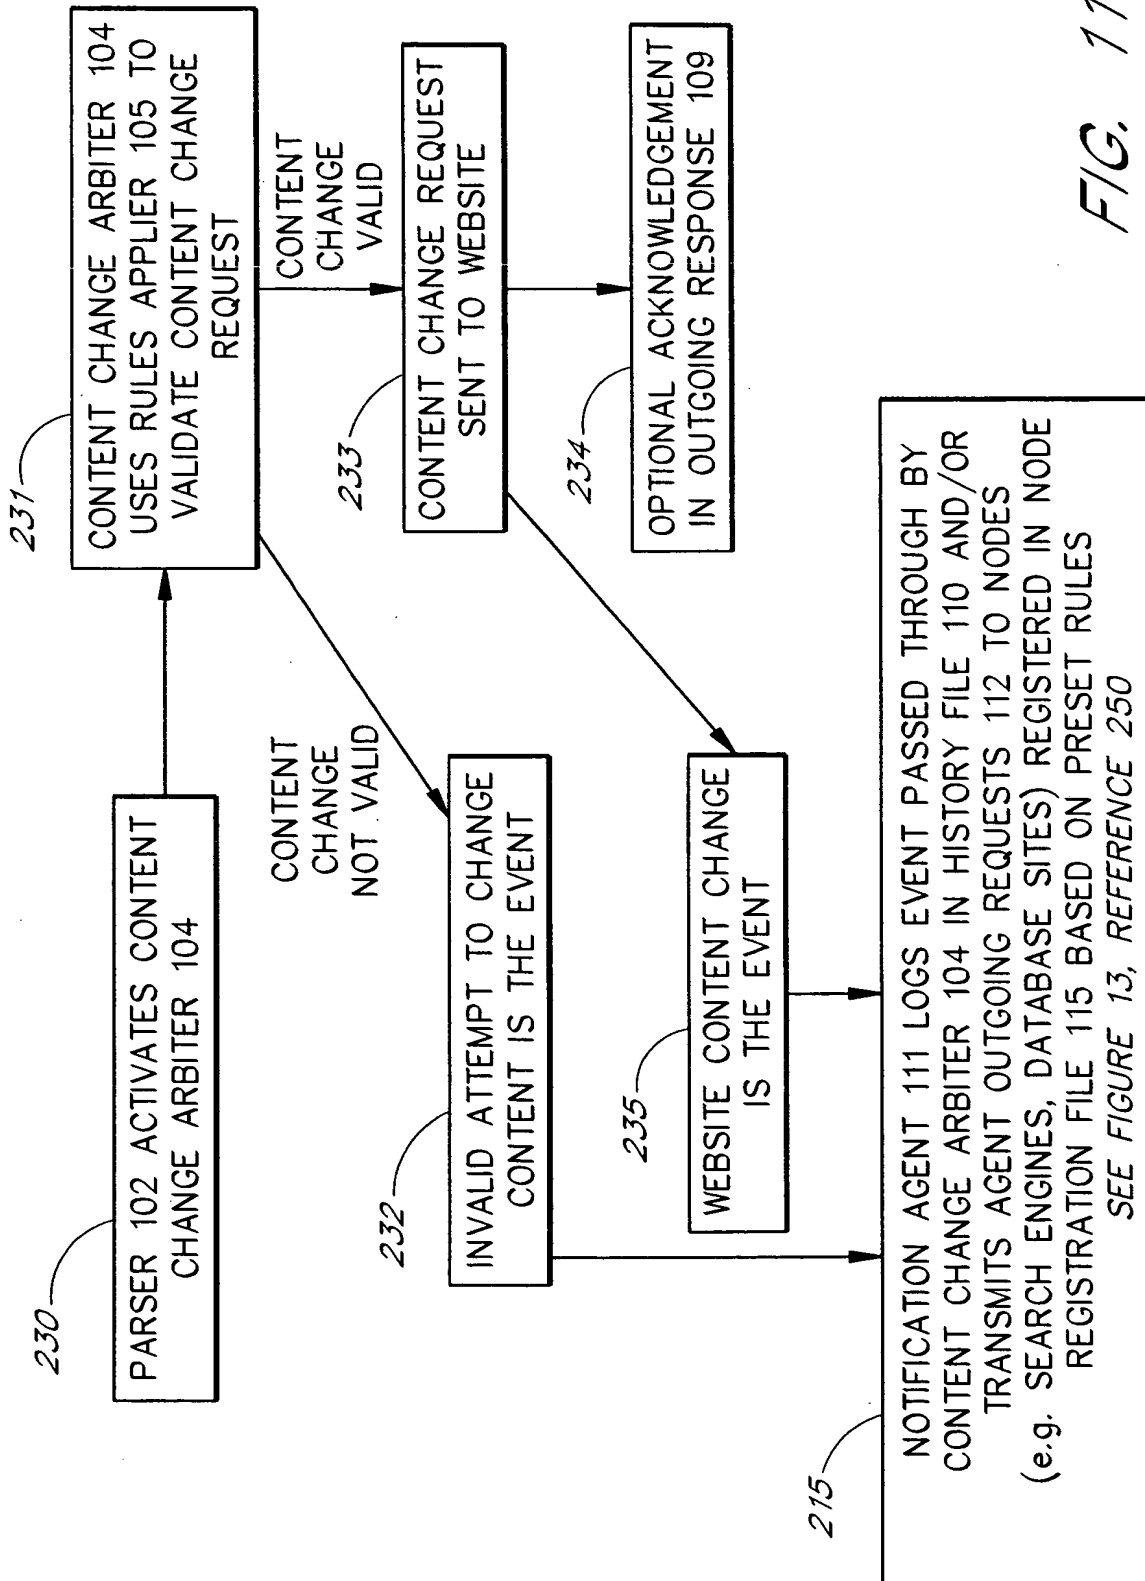 231
CONTENT CHANGE ARBITER 104
USES RULES APPLIER 105 TO
VALIDATE CONTENT CHANGE
REQUEST
230
PARSER 102 ACTIVATES CONTENT
CHANGE ARBITER 104
CONTENT
CHANGE
NOT VALID
CONTENT
CHANGE
VALID
232
INVALID ATTEMPT TO CHANGE
CONTENT IS THE EVENT
233
CONTENT CHANGE REQUEST
SENT TO WEBSITE
234
OPTIONAL ACKNOWLEDGEMENT
IN OUTGOING RESPONSE 109
235
WEBSITE CONTENT CHANGE
IS THE EVENT
215
NOTIFICATION AGENT 111 LOGS EVENT PASSED THROUGH BY
CONTENT CHANGE ARBITER 104 IN HISTORY FILE 110 AND/OR
TRANSMITS AGENT OUTGOING REQUESTS 112 TO NODES
(e.g. SEARCH ENGINES, DATABASE SITES) REGISTERED IN NODE
REGISTRATION FILE 115 BASED ON PRESET RULES
SEE FIGURE 13, REFERENCE 250
FIG. 11